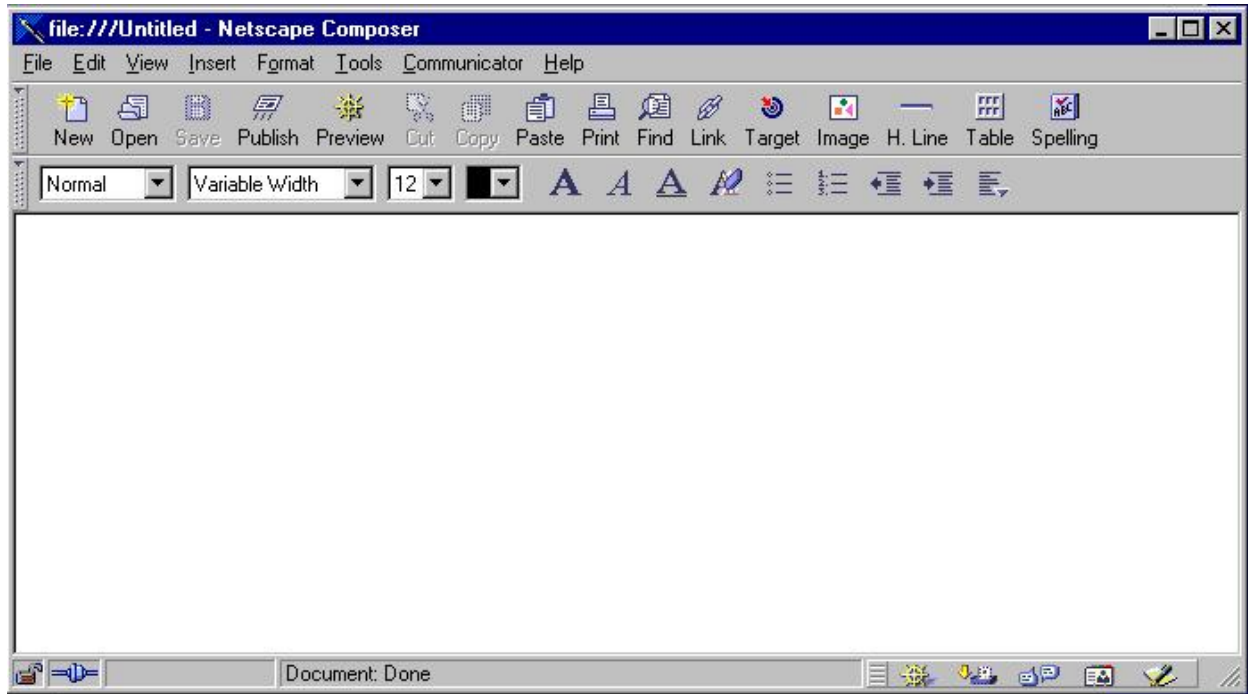 file:///Untitled - Netscape Composer
File Edit View Insert Format Tools Communicator Help
New Open Save Publish Preview Cut Copy Paste Print Find Link Target Image H. Line Table Spelling
Normal Variable Width 12 A A A
Document: Done